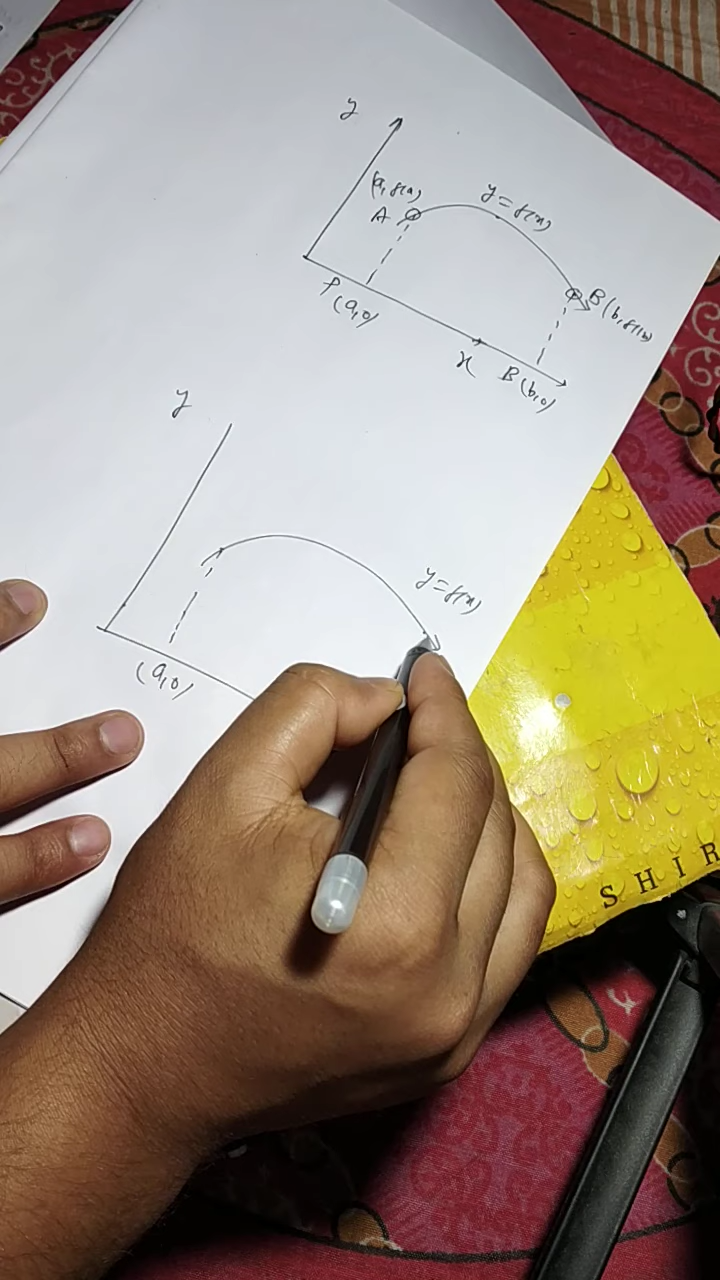 y
(a, f(a))
A
y = f(x)
B(b, f(b))
P(a,0)
x
B(b,0)
y
y = f(x)
(a,0)
SHIR